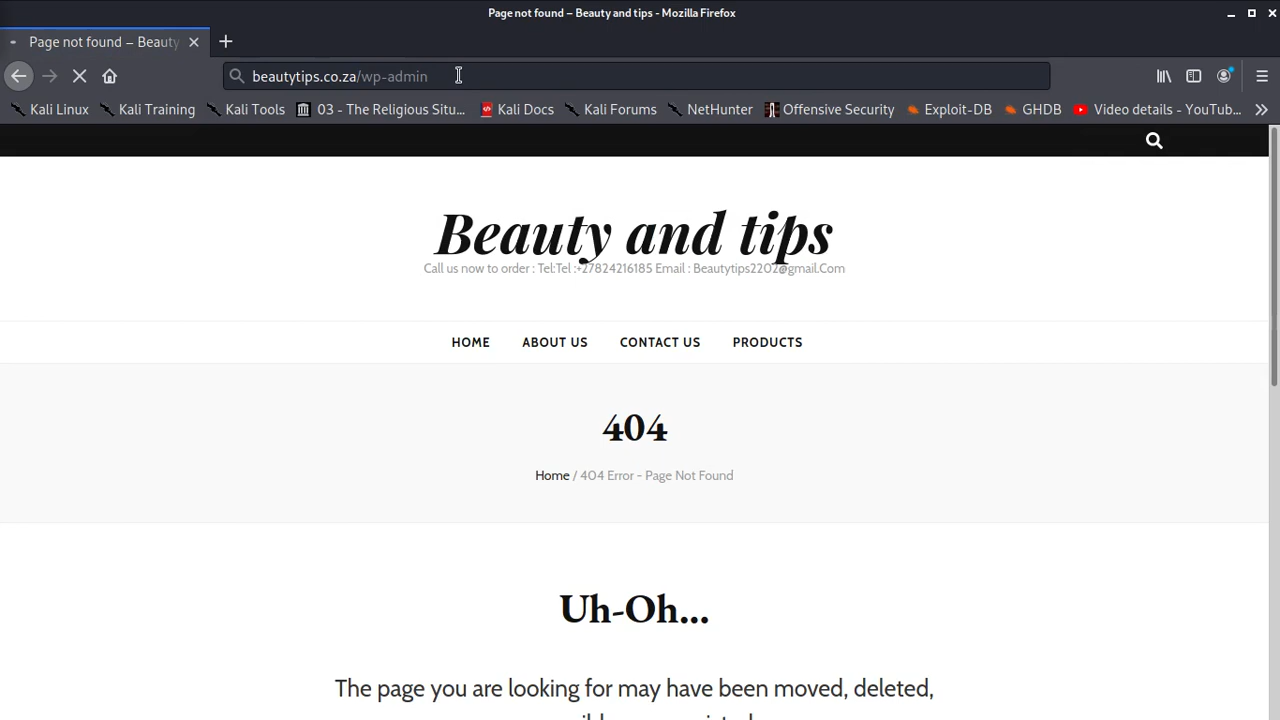 Page not found – Beauty and tips - Mozilla Firefox
Page not found – Beauty
beautytips.co.za/wp-admin
Kali Linux Kali Training Kali Tools 03 - The Religious Situ... Kali Docs Kali Forums NetHunter Offensive Security Exploit-DB GHDB Video details - YouTub...
Beauty and tips
Call us now to order : Tel:Tel :+27824216185 Email : Beautytips2202@gmail.Com
HOME ABOUT US CONTACT US PRODUCTS
404
Home / 404 Error - Page Not Found
Uh-Oh...
The page you are looking for may have been moved, deleted,